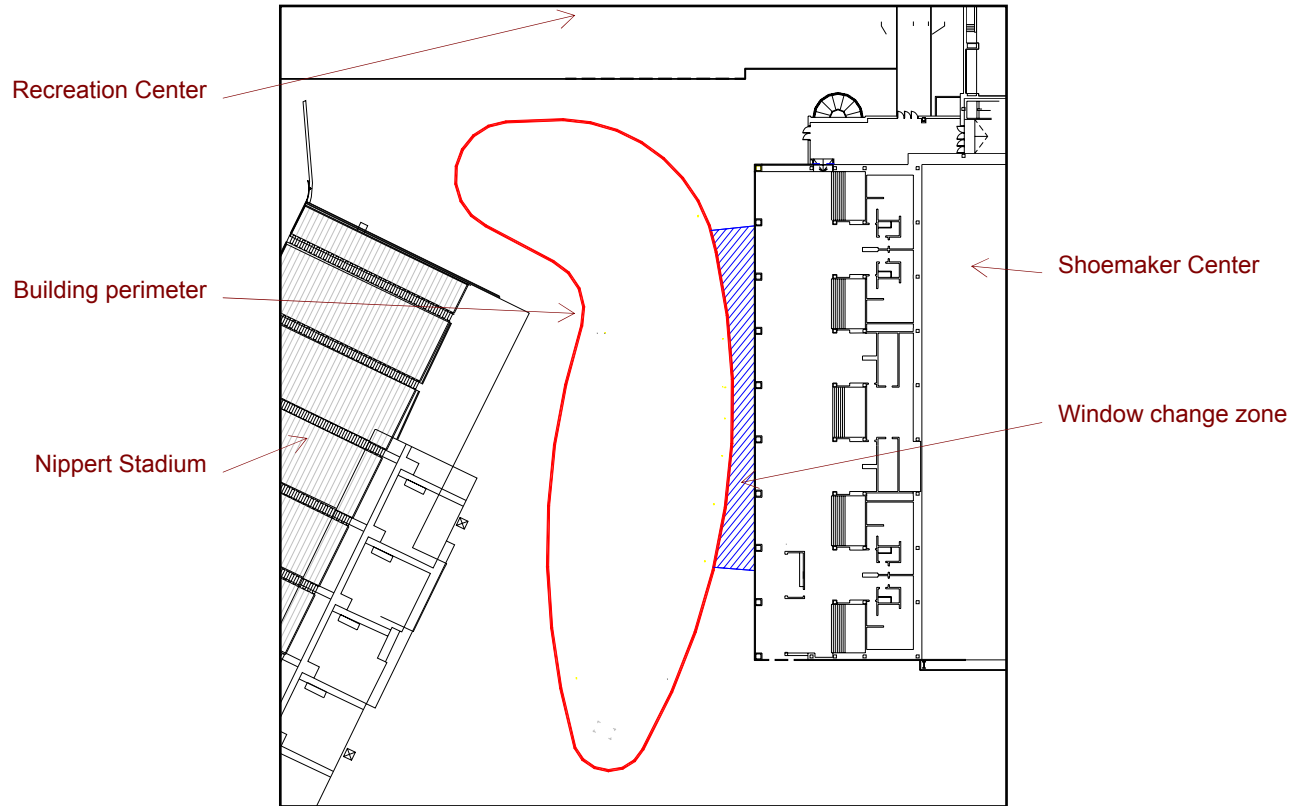 Recreation Center
Building perimeter
Shoemaker Center
Window change zone
Nippert Stadium